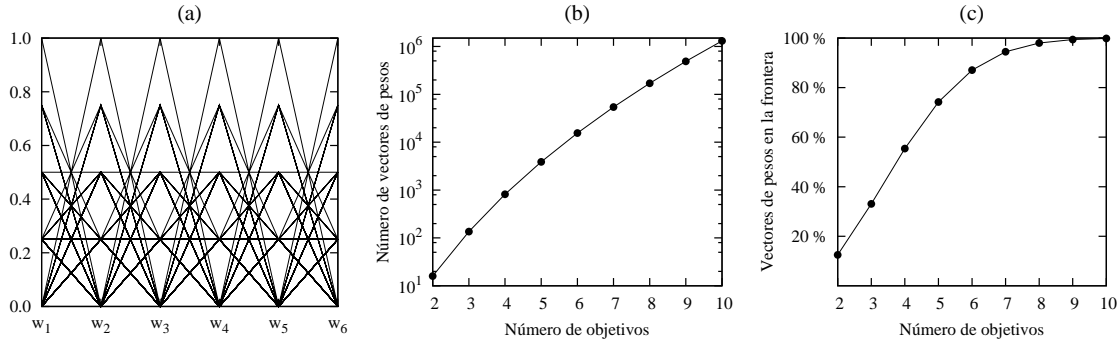 (a)
1.0
0.8
0.6
0.4
0.2
0.0
w1
w2
w3
w4
w5
w6
(b)
Número de vectores de pesos
10^6
10^5
10^4
10^3
10^2
10^1
2 3 4 5 6 7 8 9 10
Número de objetivos
(c)
Vectores de pesos en la frontera
100 %
80 %
60 %
40 %
20 %
2 3 4 5 6 7 8 9 10
Número de objetivos